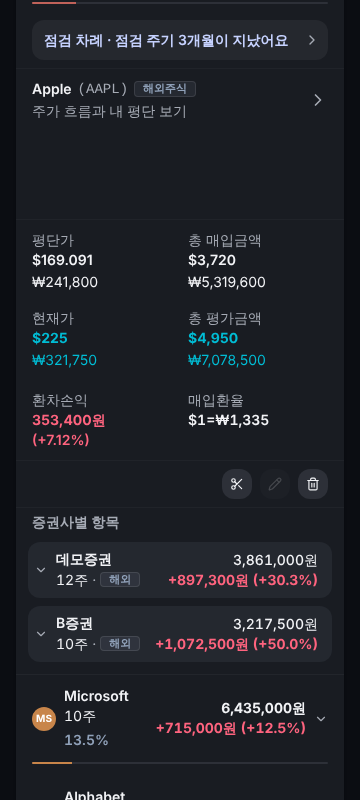 점검 차례 · 점검 주기 3개월이 지났어요
Apple (AAPL) 해외주식
주가 흐름과 내 평단 보기
평단가 총 매입금액
$169.091 $3,720
₩241,800 ₩5,319,600
현재가 총 평가금액
$225 $4,950
₩321,750 ₩7,078,500
환차손익 매입환율
353,400원 $1=₩1,335
(+7.12%)
증권사별 항목
데모증권 3,861,000원
12주 · 해외 +897,300원 (+30.3%)
B증권 3,217,500원
10주 · 해외 +1,072,500원 (+50.0%)
Microsoft
MS 10주 6,435,000원
+715,000원 (+12.5%)
13.5%
Alphabet